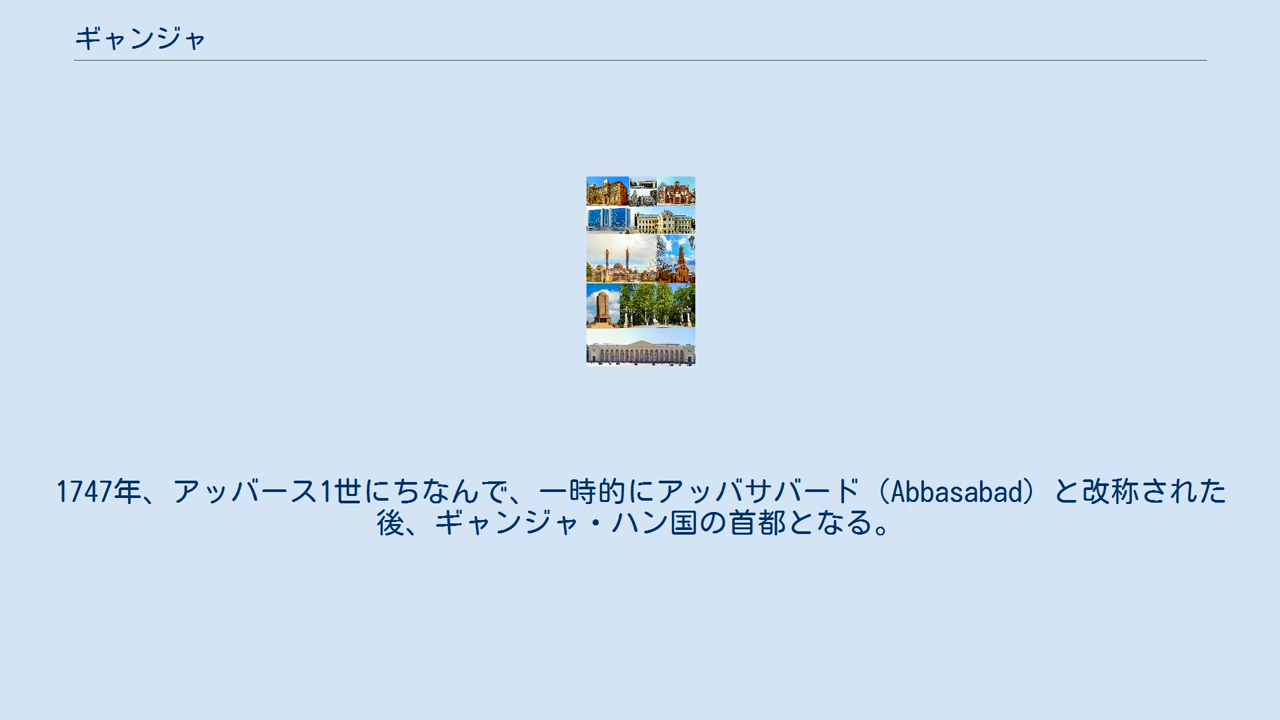 ギャンジャ
1747年、アッバース1世にちなんで、一時的にアッバサバード（Abbasabad）と改称された
後、ギャンジャ・ハン国の首都となる。